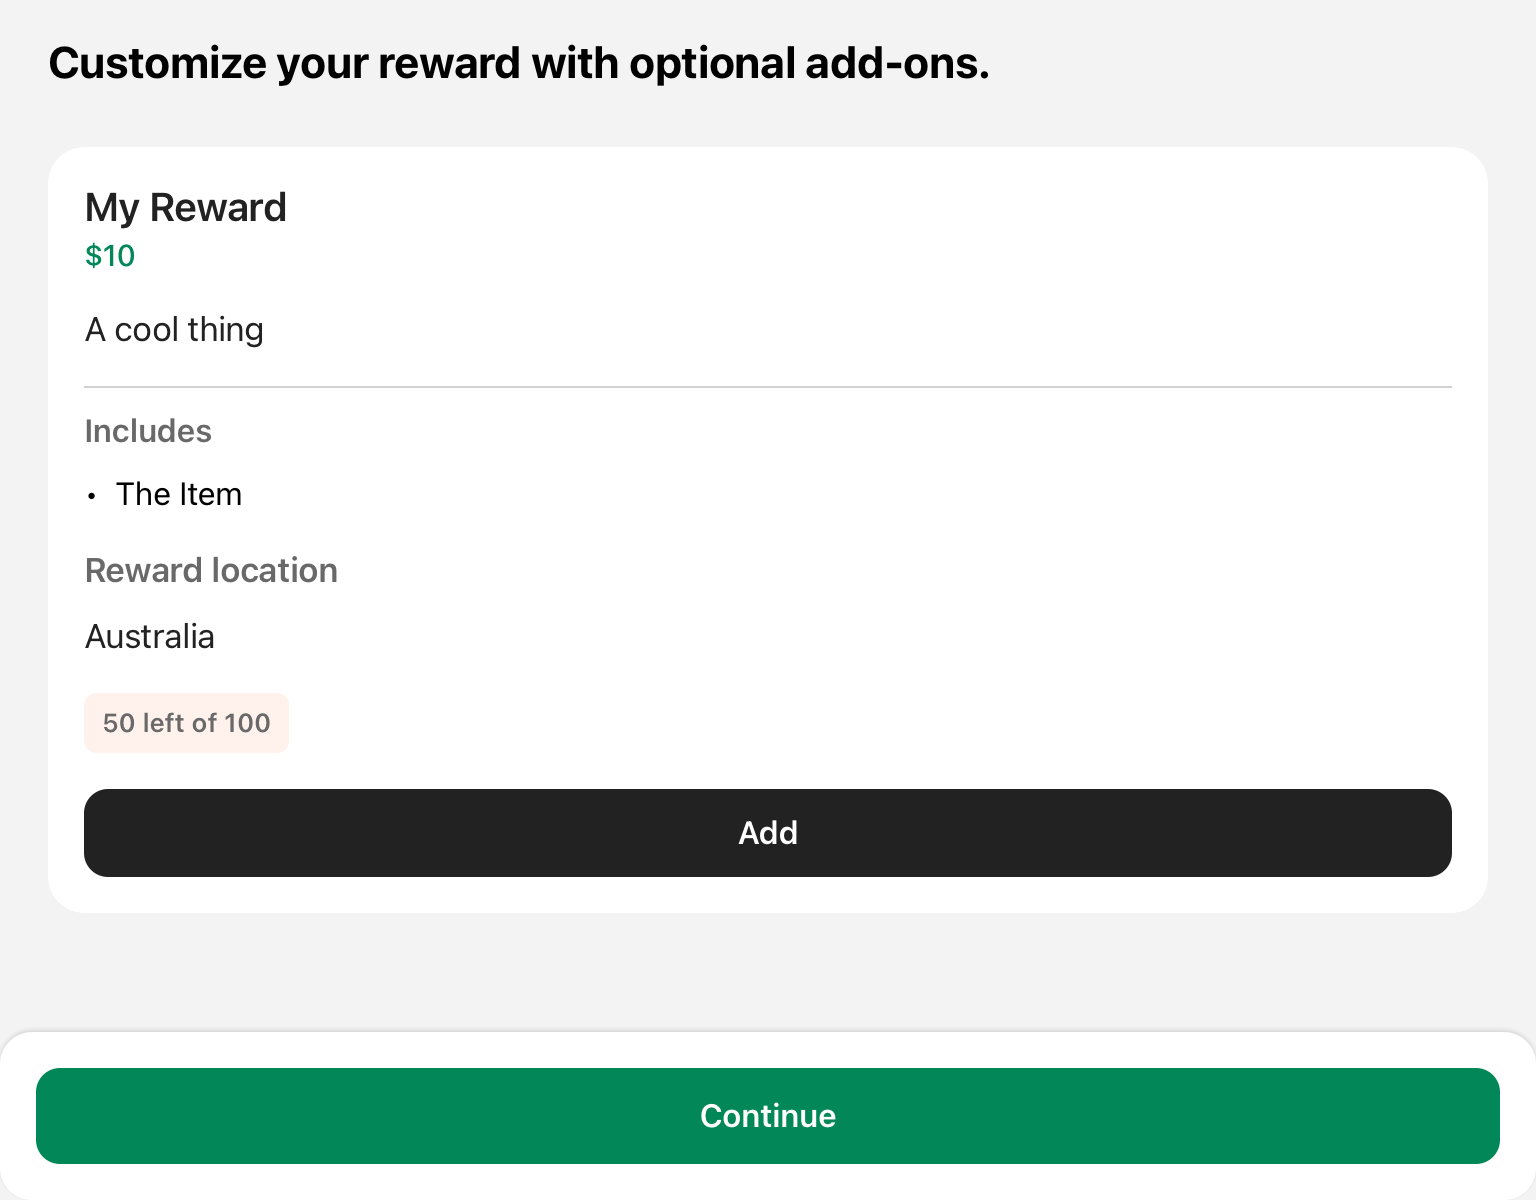 Customize your reward with optional add-ons.
My Reward
$10
A cool thing
Includes
• The Item
Reward location
Australia
50 left of 100
Add
Continue